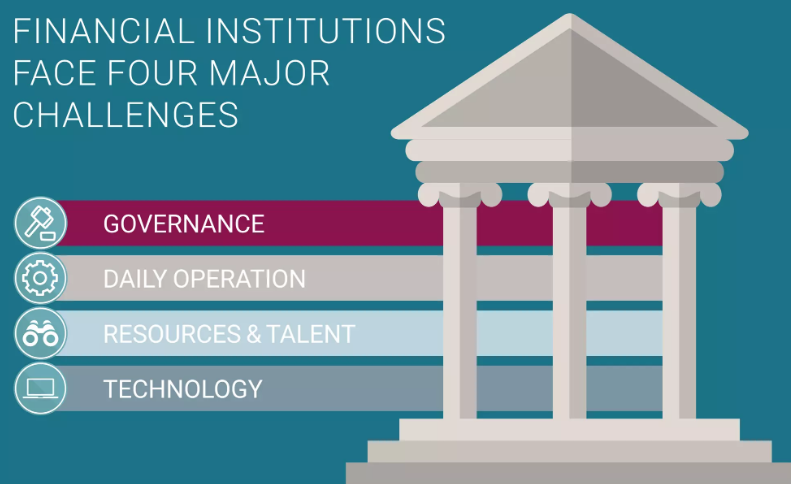 FINANCIAL INSTITUTIONS
FACE FOUR MAJOR
CHALLENGES
GOVERNANCE
DAILY OPERATION
RESOURCES & TALENT
TECHNOLOGY